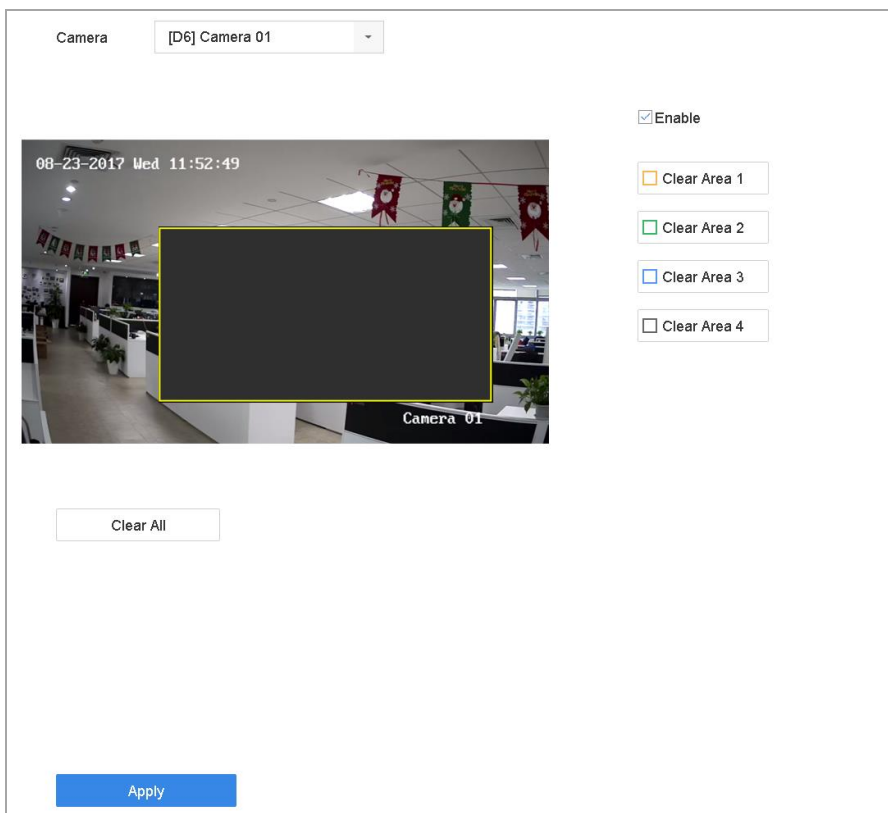 Camera
[D6] Camera 01
Enable
08-23-2017 Wed 11:52:49
Clear Area 1
Clear Area 2
Clear Area 3
Clear Area 4
Camera 01
Clear All
Apply